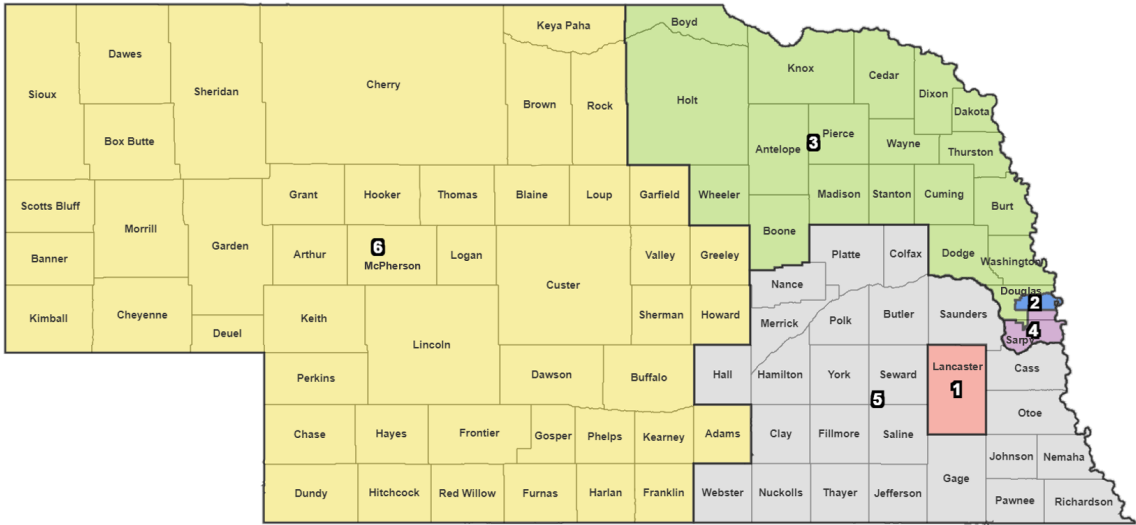 Keya Paha
Boyd
Dawes
Sioux
Sheridan
Cherry
Brown
Rock
Holt
Knox
Cedar
Dixon
Dakota
Box Butte
Antelope
3
Pierce
Wayne
Thurston
Scotts Bluff
Grant
Hooker
Thomas
Blaine
Loup
Garfield
Wheeler
Madison
Stanton
Cuming
Burt
Morrill
Garden
Banner
Arthur
6
McPherson
Logan
Custer
Valley
Greeley
Boone
Platte
Colfax
Dodge
Washington
Kimball
Cheyenne
Deuel
Keith
Lincoln
Sherman
Howard
Nance
Merrick
Polk
Butler
Saunders
Douglas
2
4
Sarpy
Perkins
Dawson
Buffalo
Hall
Hamilton
York
Seward
5
Lancaster
1
Cass
Otoe
Chase
Hayes
Frontier
Gosper
Phelps
Kearney
Adams
Clay
Fillmore
Saline
Gage
Johnson
Nemaha
Dundy
Hitchcock
Red Willow
Furnas
Harlan
Franklin
Webster
Nuckolls
Thayer
Jefferson
Pawnee
Richardson